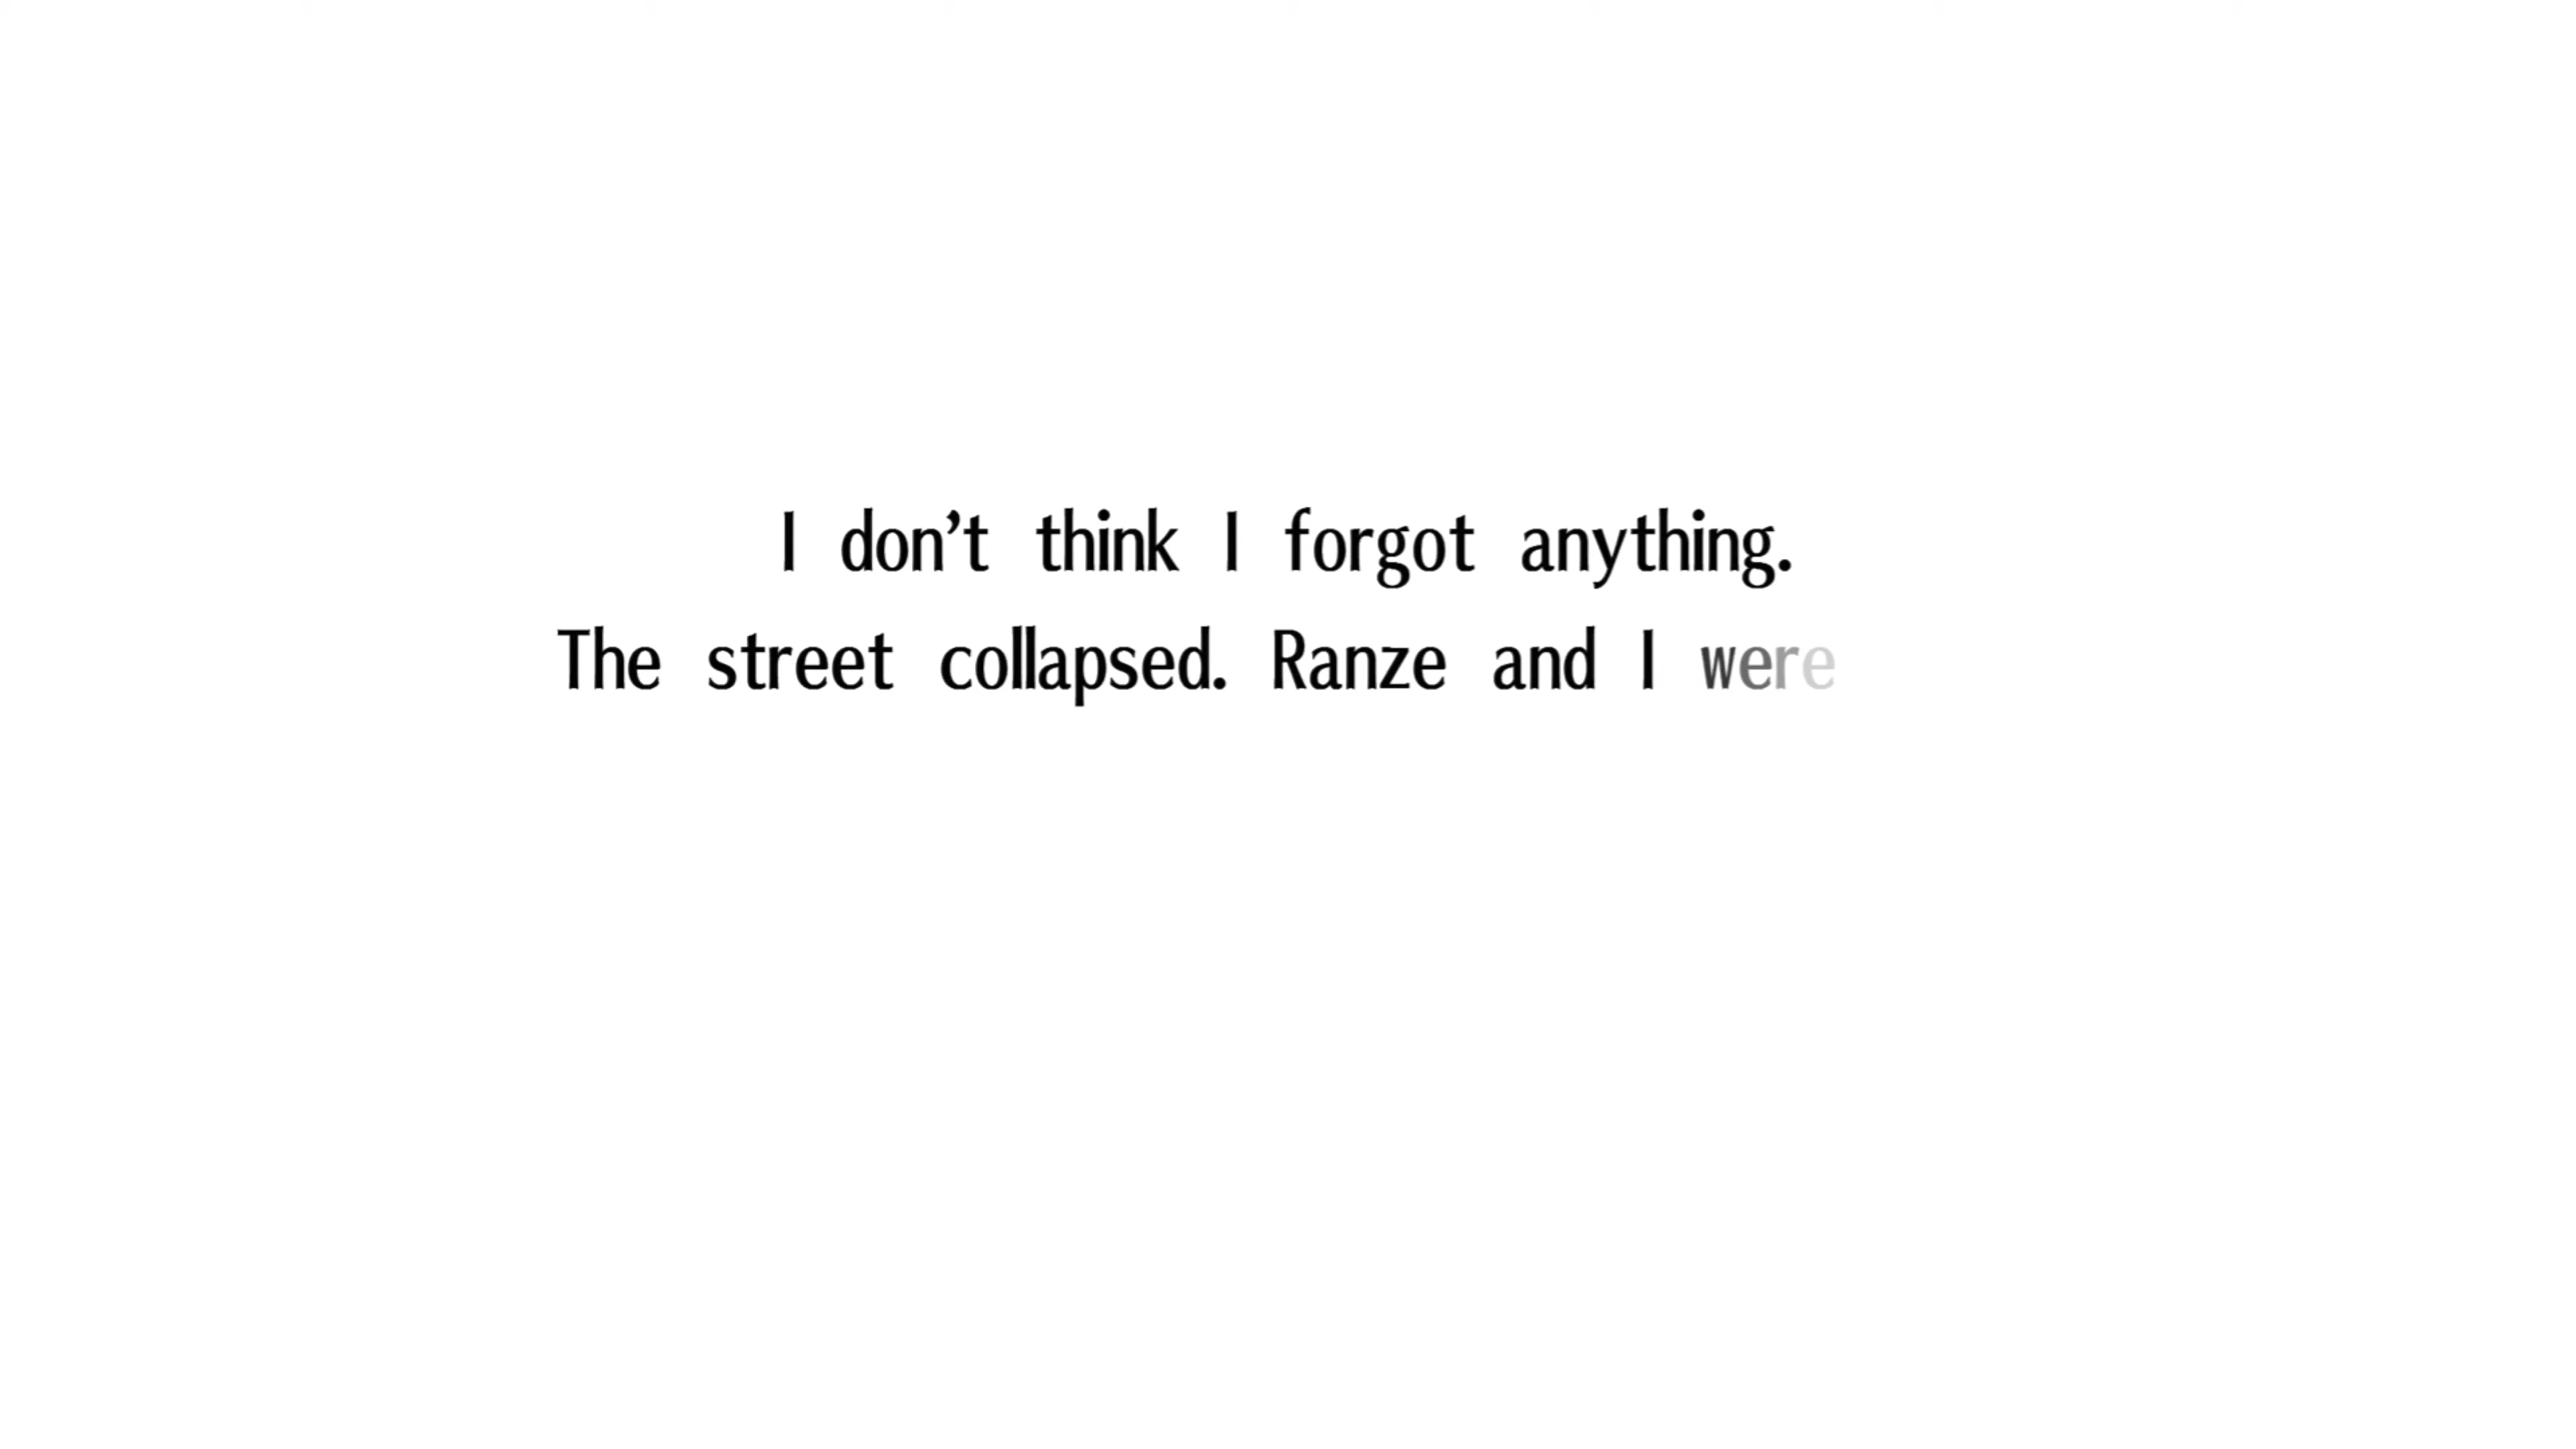 I don’t think I forgot anything.
The street collapsed. Ranze and I were